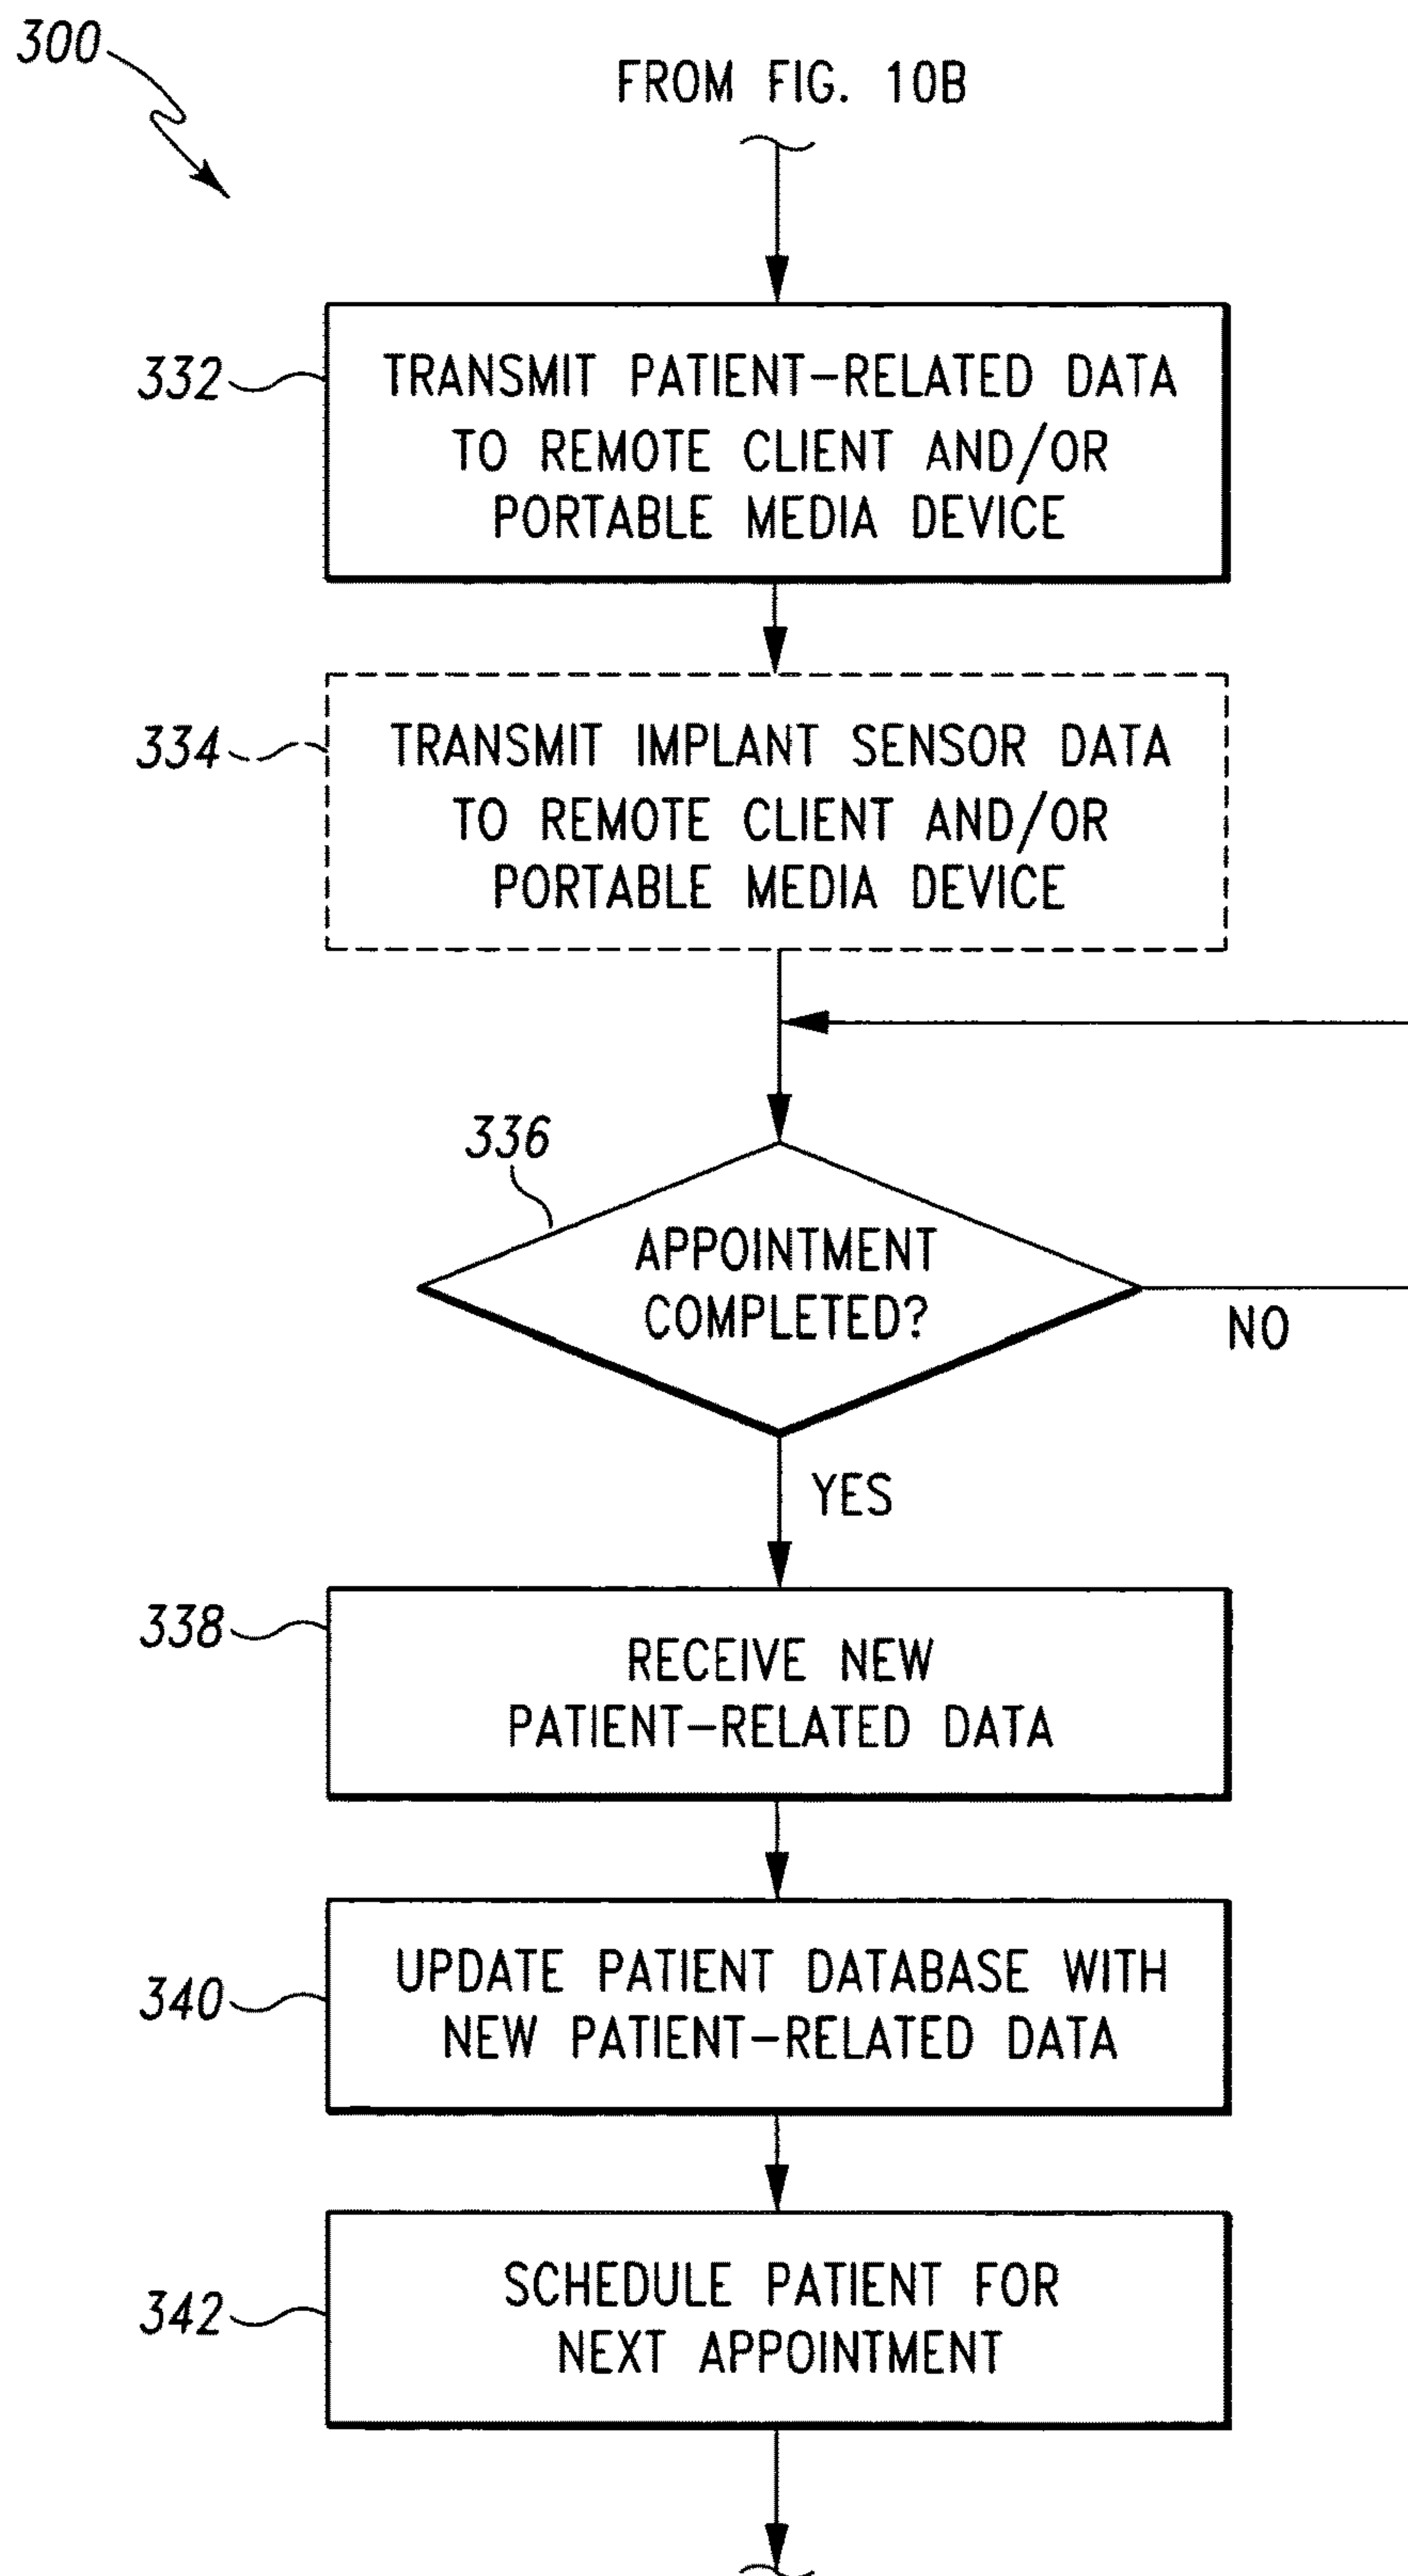 300
FROM FIG. 10B
332
TRANSMIT PATIENT-RELATED DATA
TO REMOTE CLIENT AND/OR
PORTABLE MEDIA DEVICE
334
TRANSMIT IMPLANT SENSOR DATA
TO REMOTE CLIENT AND/OR
PORTABLE MEDIA DEVICE
336
APPOINTMENT
COMPLETED?
NO
YES
338
RECEIVE NEW
PATIENT-RELATED DATA
340
UPDATE PATIENT DATABASE WITH
NEW PATIENT-RELATED DATA
342
SCHEDULE PATIENT FOR
NEXT APPOINTMENT